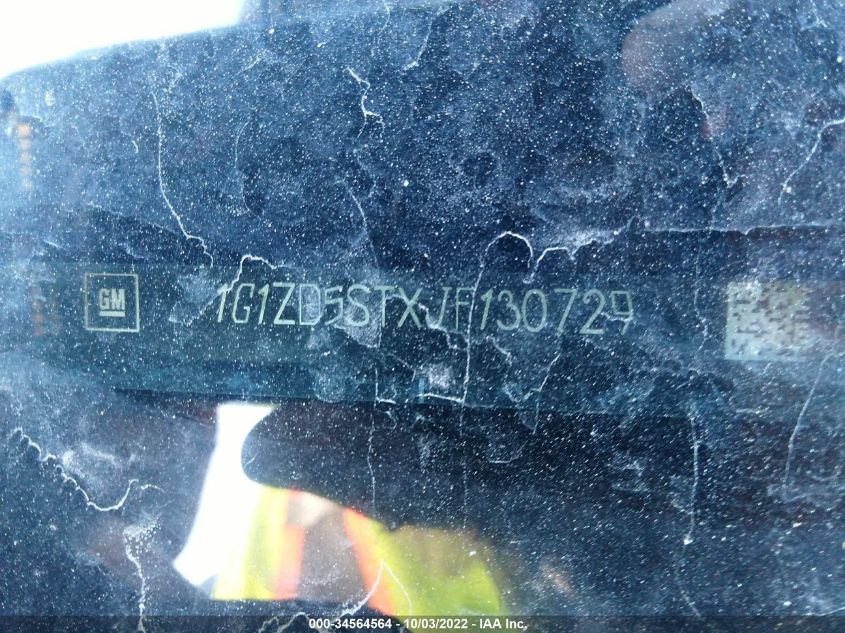 GM 1G1ZD5STXJF130729
000-34564564 - 10/03/2022 - IAA Inc.